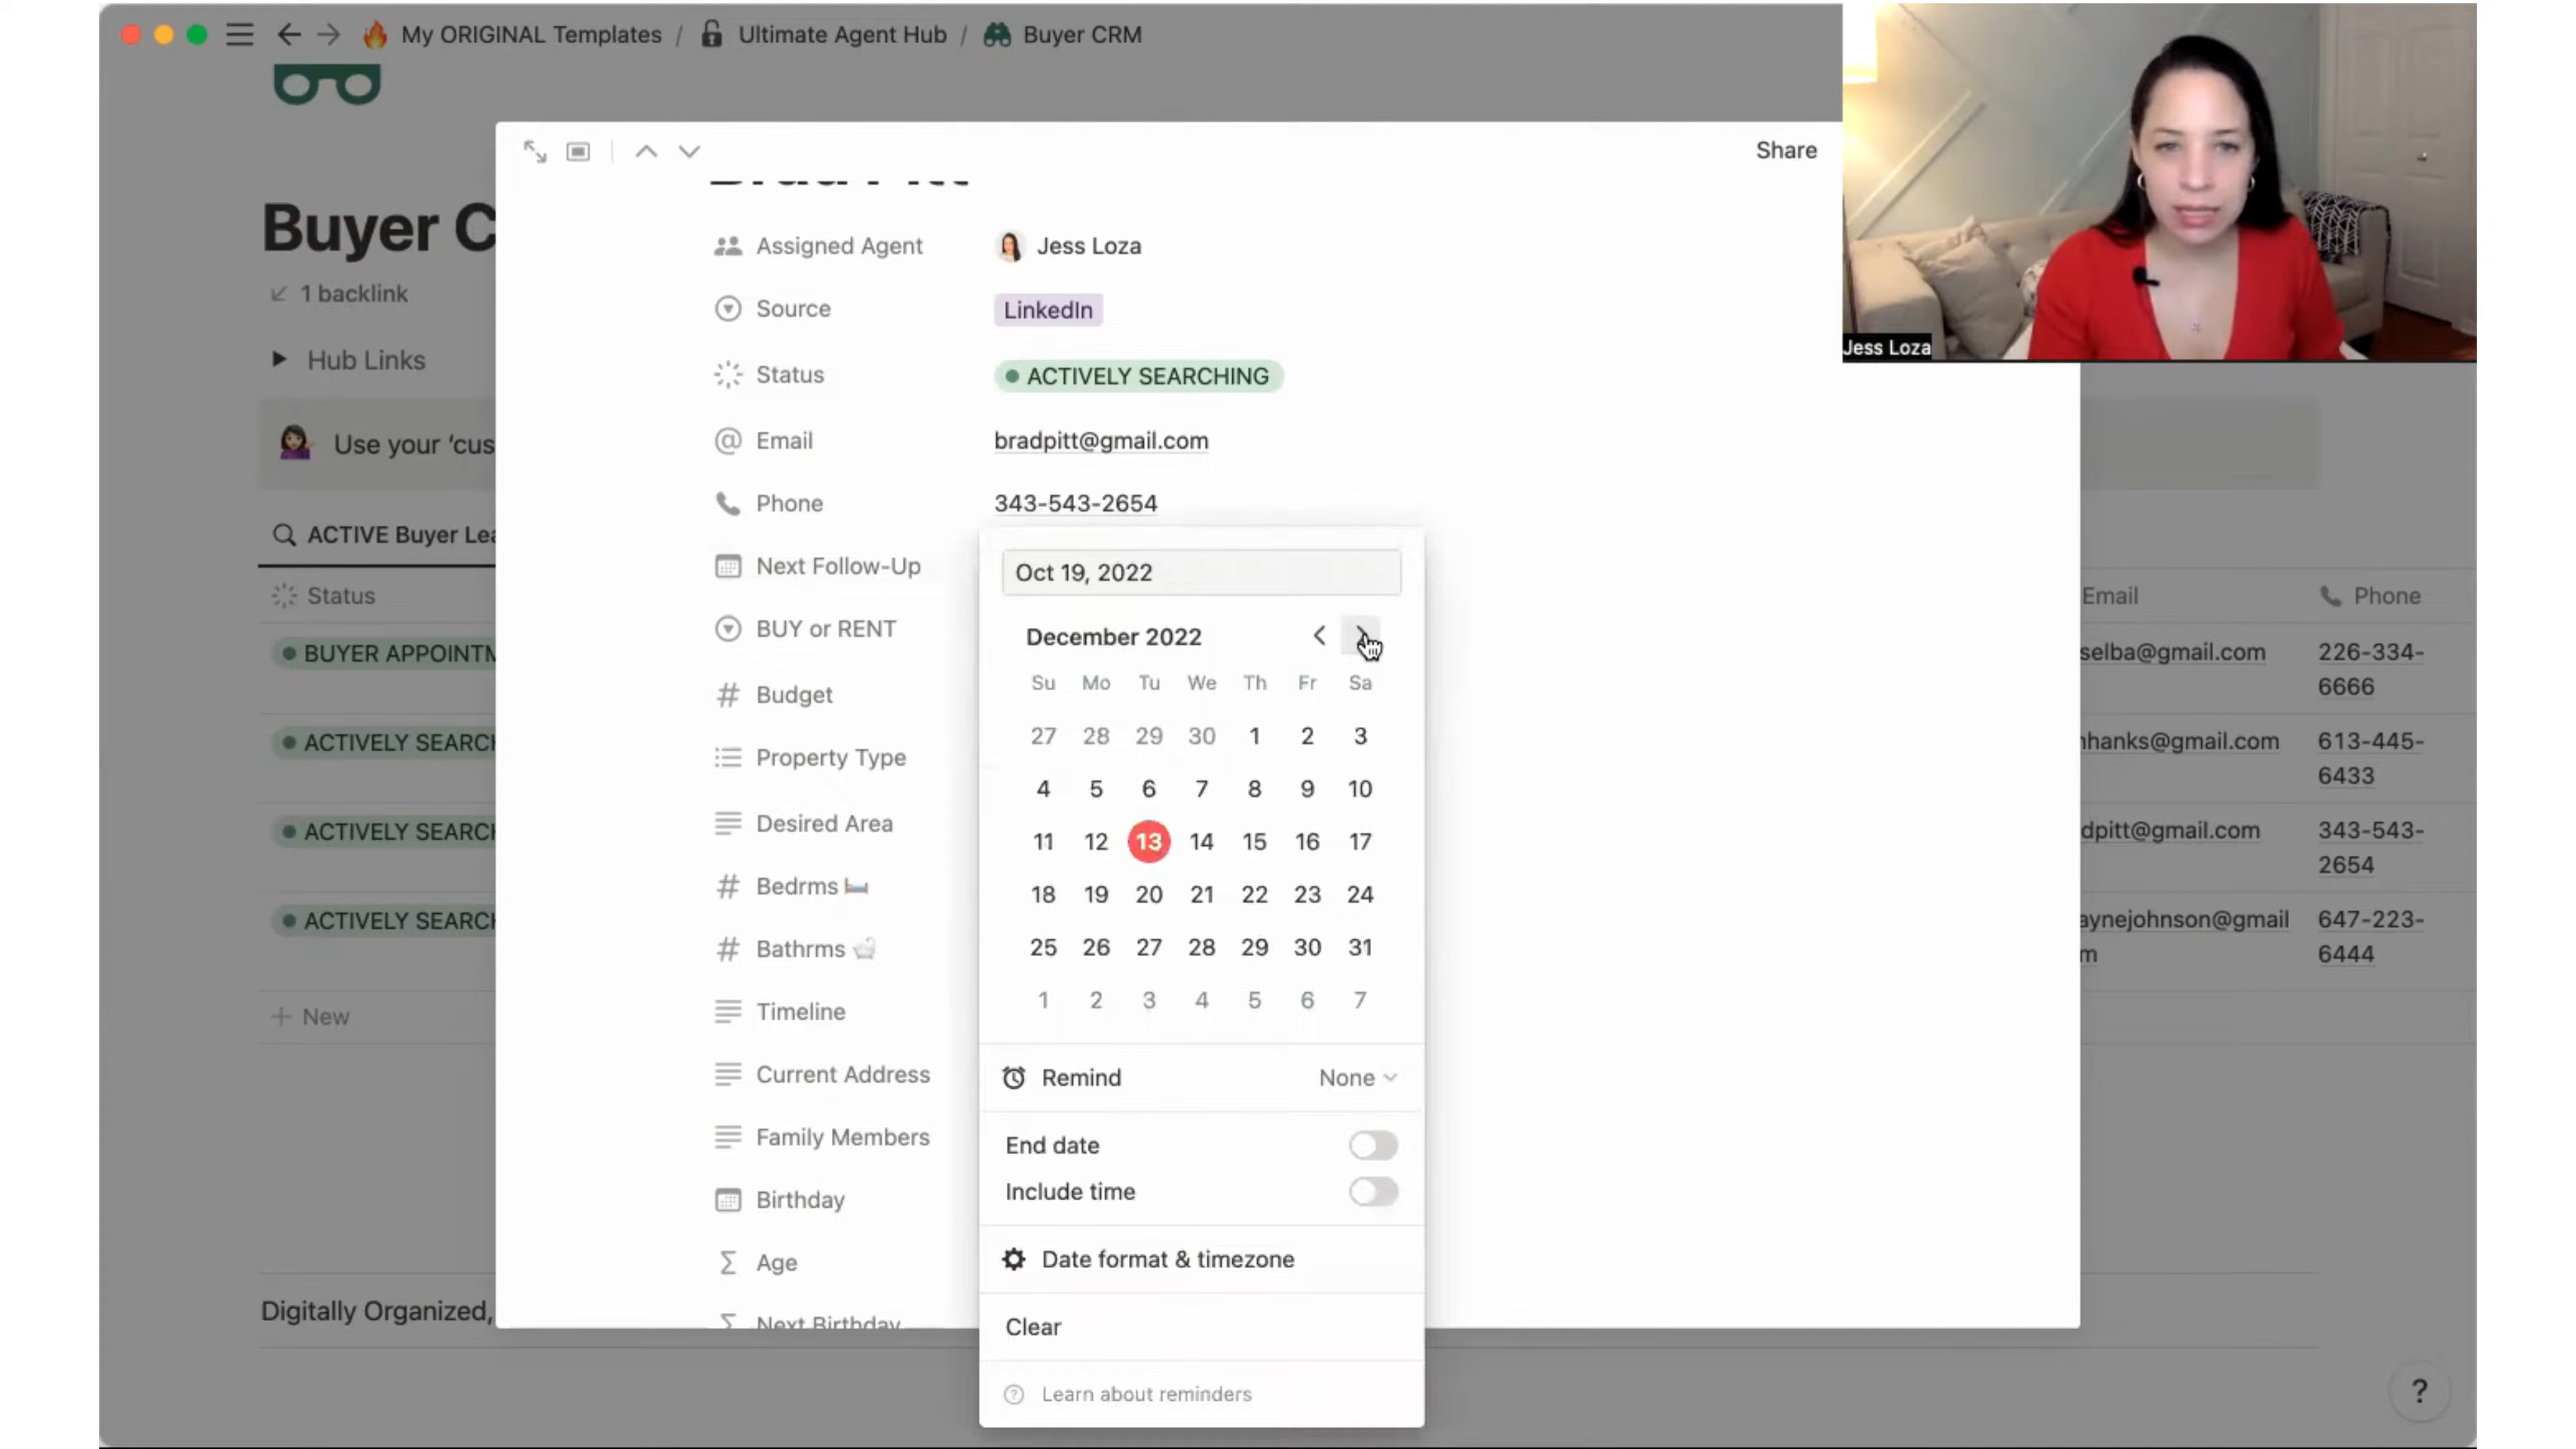 My ORIGINAL Templates / Ultimate Agent Hub / Buyer CRM
Share
Jess Loza
Buyer C
1 backlink
Hub Links
Use your ‘cus
ACTIVE Buyer Lea
Status
BUYER APPOINTM
ACTIVELY SEARCH
ACTIVELY SEARCH
ACTIVELY SEARCH
+ New
Digitally Organized,
Brad Pitt
Assigned Agent Jess Loza
Source LinkedIn
Status ACTIVELY SEARCHING
Email bradpitt@gmail.com
Phone 343-543-2654
Next Follow-Up
BUY or RENT
Budget
Property Type
Desired Area
Bedrms
Bathrms
Timeline
Current Address
Family Members
Birthday
Age
Next Birthday
Oct 19, 2022
December 2022
Su Mo Tu We Th Fr Sa
27 28 29 30 1 2 3
4 5 6 7 8 9 10
11 12 13 14 15 16 17
18 19 20 21 22 23 24
25 26 27 28 29 30 31
1 2 3 4 5 6 7
Remind None
End date
Include time
Date format & timezone
Clear
Learn about reminders
Email Phone
selba@gmail.com 226-334-
6666
hhanks@gmail.com 613-445-
6433
dpitt@gmail.com 343-543-
2654
aynejohnson@gmail 647-223-
m 6444
?